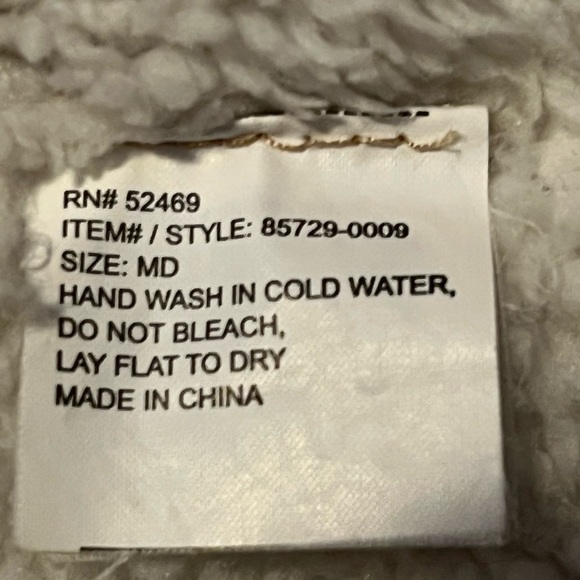 RN# 52469
ITEM# / STYLE: 85729-0009
SIZE: MD
HAND WASH IN COLD WATER,
DO NOT BLEACH,
LAY FLAT TO DRY
MADE IN CHINA